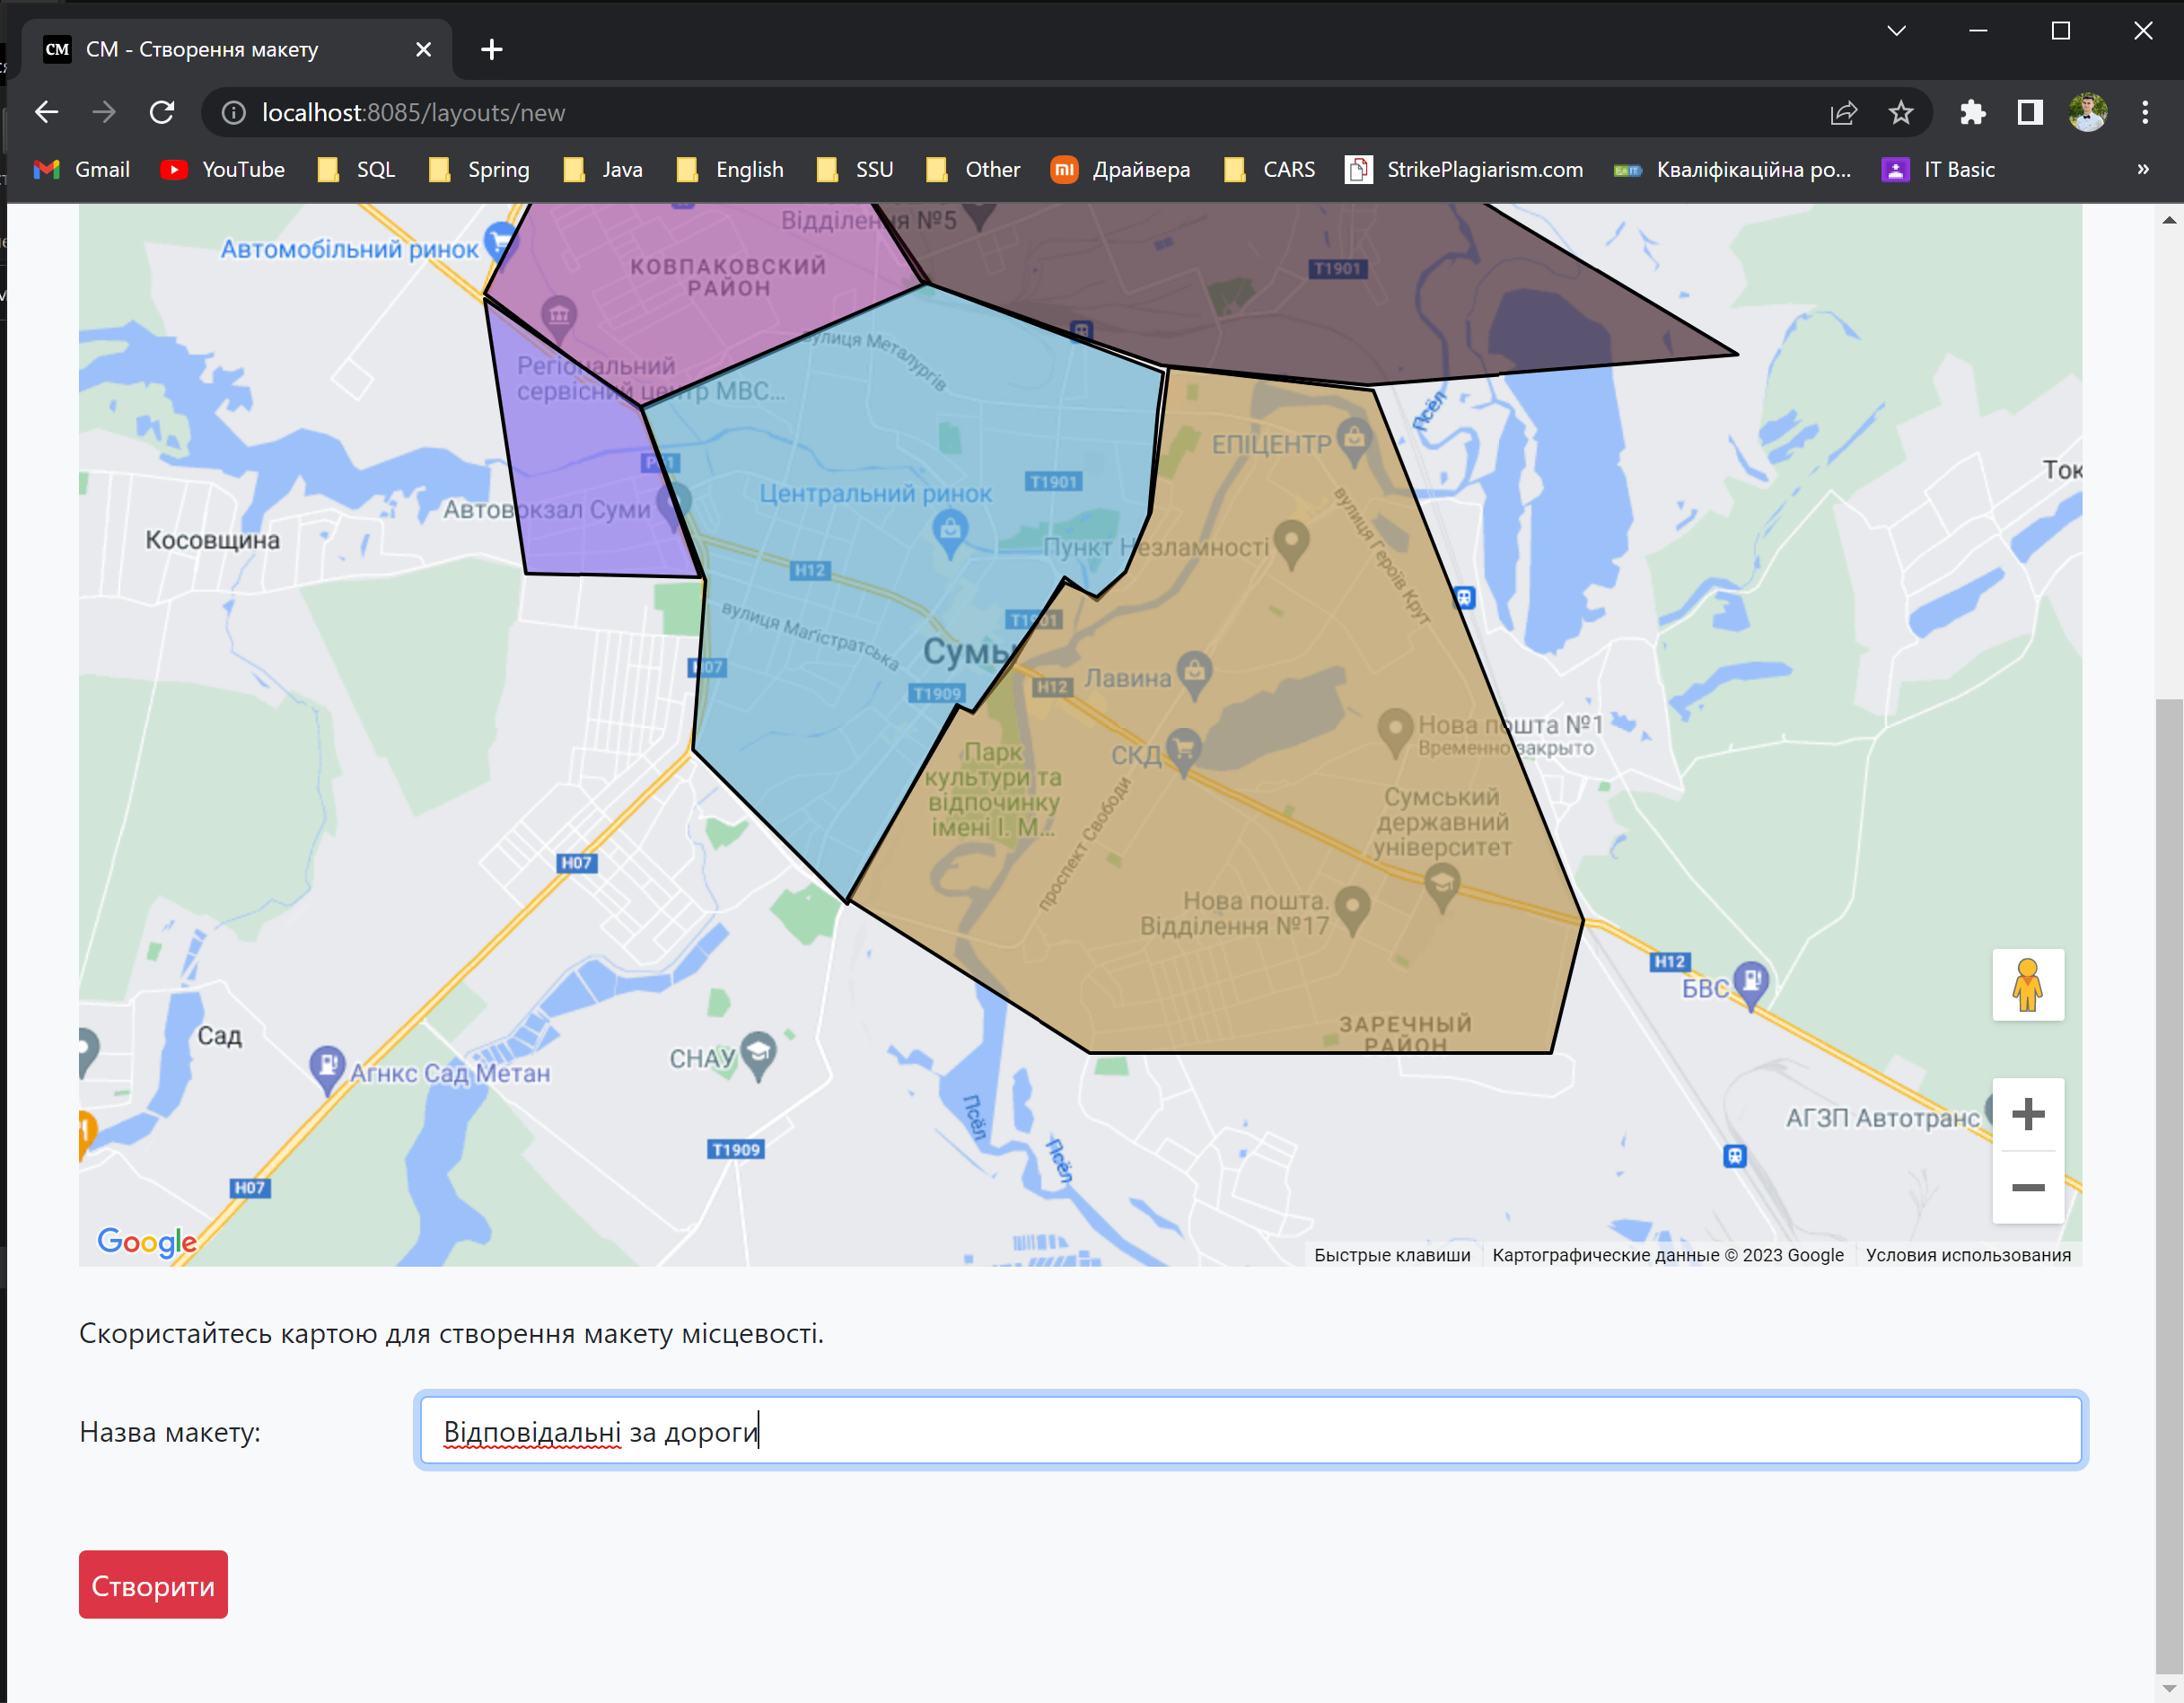 CM - Створення макету
localhost:8085/layouts/new
Gmail YouTube SQL Spring Java English SSU Other Драйвера CARS StrikePlagiarism.com Кваліфікаційна ро... IT Basic »
Відділення №5
Автомобільний ринок
КОВПАКОВСКИЙ
РАЙОН
T1901
вулиця Металургів
Регіональний
сервісний центр МВС...
Псёл
ЕПІЦЕНТР
Ток
Центральний ринок
T1901
Автовокзал Суми
Косовщина
Пункт Незламності
вулиця Героїв Крут
H12
вулиця Магістратська
T1901
Сумы
H07
T1909
H12
Лавина
Нова пошта №1
Временно закрыто
СКД
Парк
культури та
відпочинку
імені І. М...
проспект Свободи
Сумський
державний
університет
H07
Нова пошта.
Відділення №17
H12
БВС
ЗАРЕЧНЫЙ
РАЙОН
Сад
СНАУ
Агнкс Сад Метан
Псёл
АГЗП Автотранс
T1909
Псёл
H07
Google
Быстрые клавиши Картографические данные © 2023 Google Условия использования
Скористайтесь картою для створення макету місцевості.
Назва макету: Відповідальні за дороги
Створити